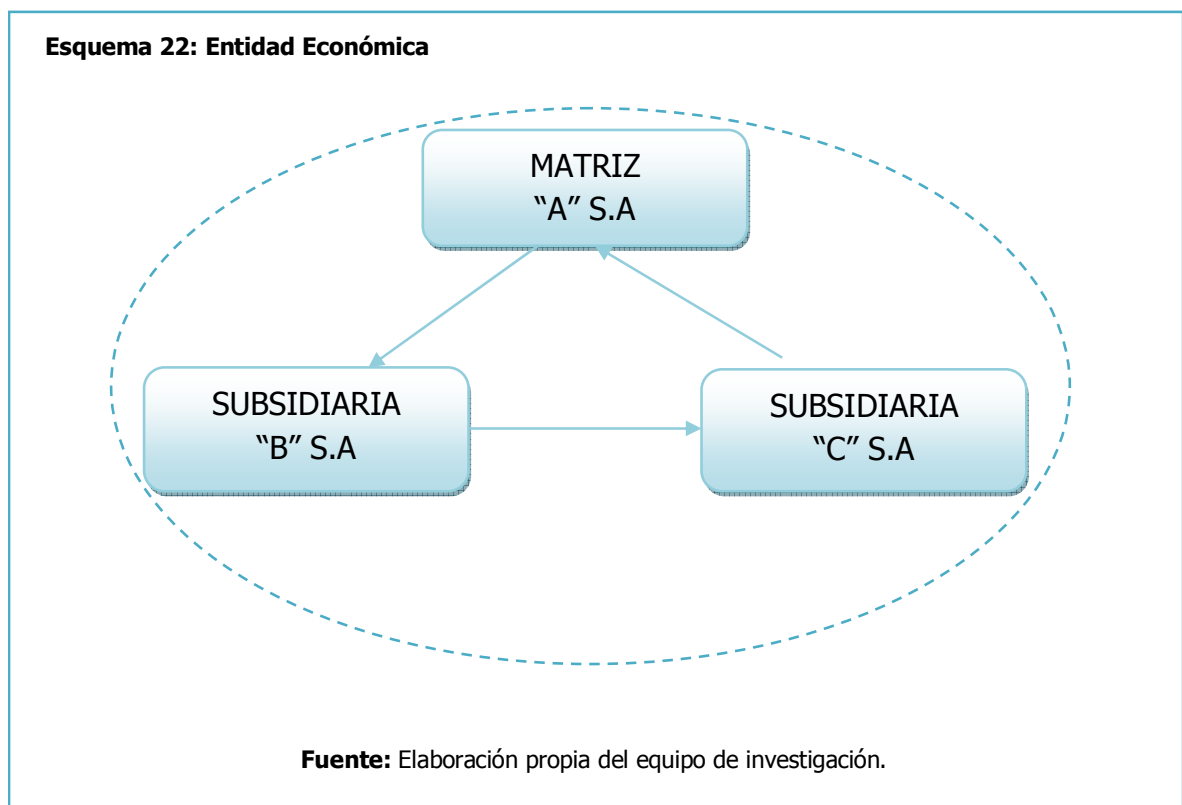 Esquema 22: Entidad Económica
MATRIZ
“A” S.A
SUBSIDIARIA
“B” S.A
SUBSIDIARIA
“C” S.A
Fuente: Elaboración propia del equipo de investigación.